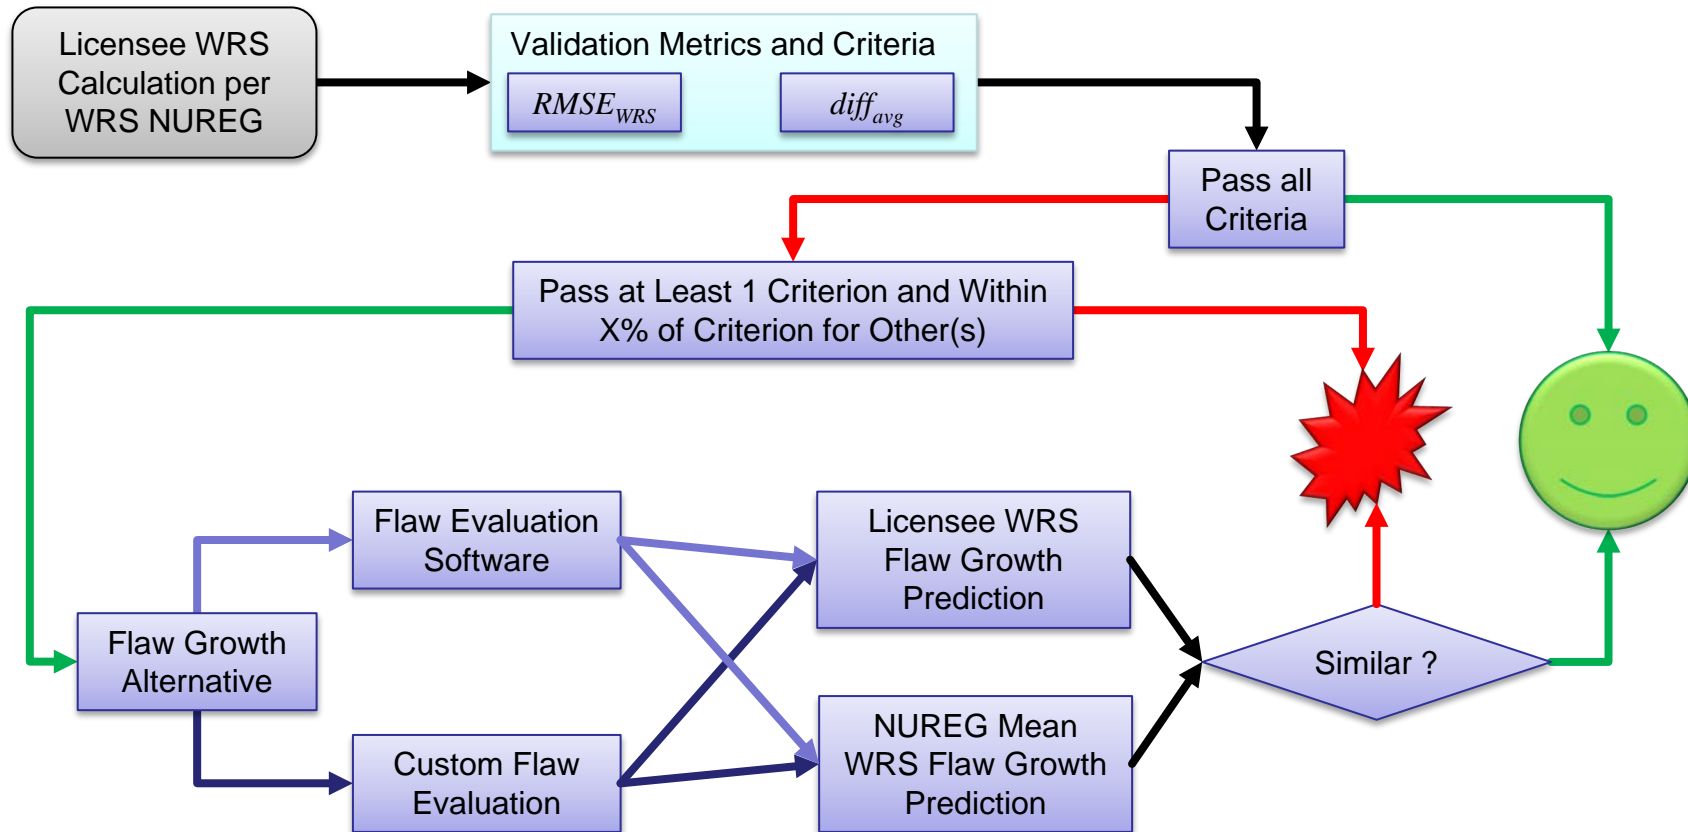 Licensee WRS
Calculation per
WRS NUREG
Validation Metrics and Criteria
RMSE_WRS
diff_avg
Pass all
Criteria
Pass at Least 1 Criterion and Within
X% of Criterion for Other(s)
Flaw Evaluation
Software
Licensee WRS
Flaw Growth
Prediction
Flaw Growth
Alternative
Similar ?
Custom Flaw
Evaluation
NUREG Mean
WRS Flaw Growth
Prediction